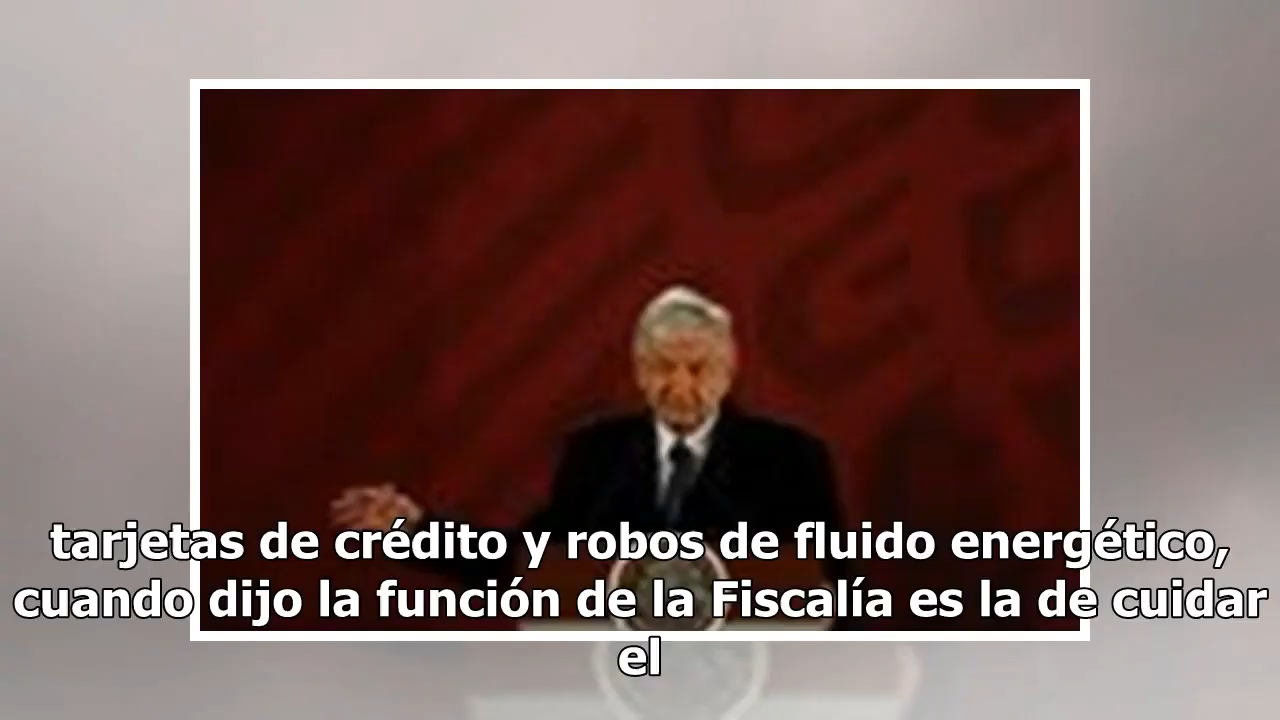 tarjetas de crédito y robos de fluido energético,
cuando dijo la función de la Fiscalía es la de cuidar
el